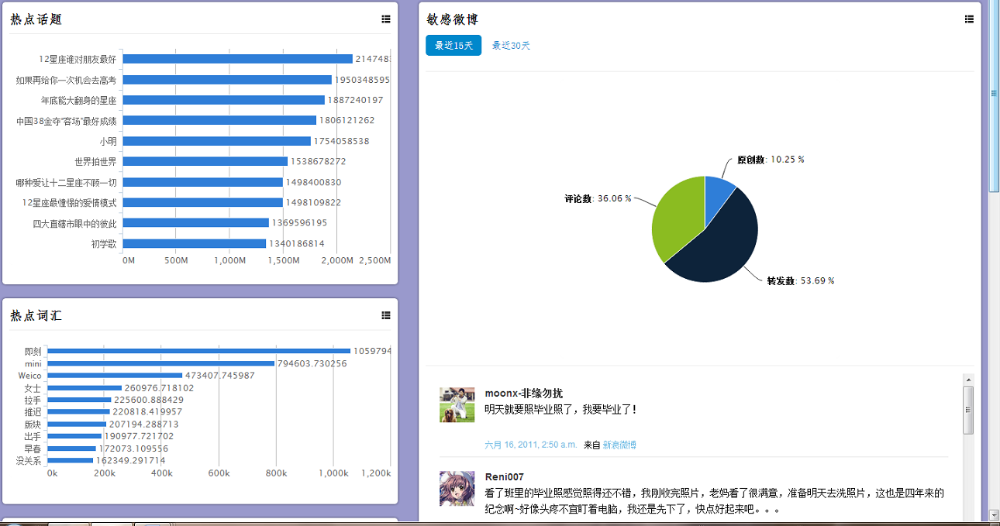 热点话题
12星座谁对朋友最好 2147483
如果再给你一次机会去高考 1950348595
年底能大翻身的星座 1887240197
中国38金夺“客场”最好成绩 1806121262
小明 1754058538
世界拍世界 1538678272
哪种爱让十二星座不顾一切 1498400830
12星座最憧憬的爱情模式 1498109822
四大直辖市眼中的彼此 1369596195
初学歌 1340186814
0M 500M 1,000M 1,500M 2,000M 2,500M
热点词汇
即刻 1059794
mini 794603.730256
Weico 473407.745987
女士 260976.718102
拉手 225600.888429
推迟 220818.419957
版块 207194.288713
出手 190977.721702
早春 172073.109556
没关系 162349.291714
0k 200k 400k 600k 800k 1,000k 1,200k
敏感微博
最近15天 最近30天
原创数: 10.25 %
评论数: 36.06 %
转发数: 53.69 %
moonx-非缘勿扰
明天就要照毕业照了，我要毕业了！
六月 16, 2011, 2:50 a.m. 来自 新浪微博
Reni007
看了班里的毕业照感觉照得还不错，我刚收完照片，老妈看了很满意，准备明天去洗照片，这也是四年来的
纪念啊~好像头疼不宜盯着电脑，我还是先下了，快点好起来吧。。。